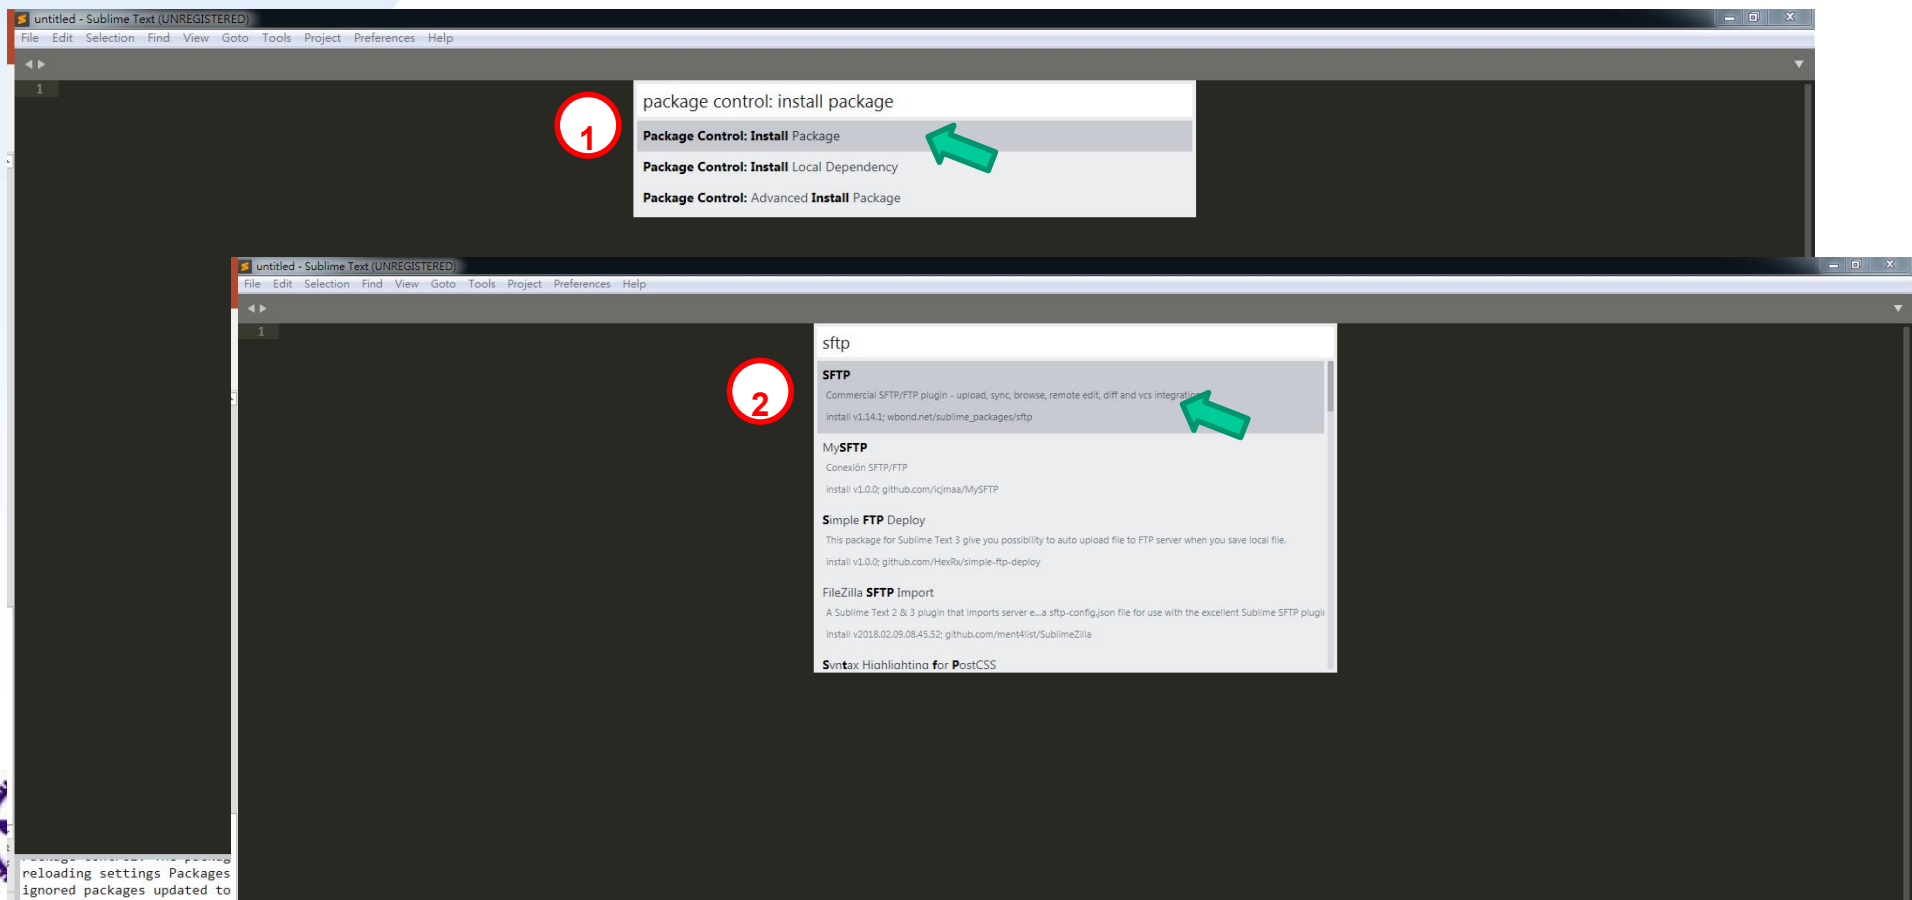 untitled - Sublime Text (UNREGISTERED)
File Edit Selection Find View Goto Tools Project Preferences Help
1
package control: install package
1
Package Control: Install Package
Package Control: Install Local Dependency
Package Control: Advanced Install Package
untitled - Sublime Text (UNREGISTERED)
File Edit Selection Find View Goto Tools Project Preferences Help
1
sftp
2
SFTP
Commercial SFTP/FTP plugin - upload, sync, browse, remote edit, diff and vcs integration
install v1.14.1; wbond.net/sublime_packages/sftp
MySFTP
Conexión SFTP/FTP
install v1.0.0; github.com/icjmaa/MySFTP
Simple FTP Deploy
This package for Sublime Text 3 give you possibility to auto upload file to FTP server when you save local file.
install v1.0.0; github.com/HexRx/simple-ftp-deploy
FileZilla SFTP Import
A Sublime Text 2 & 3 plugin that imports server e...a sftp-config.json file for use with the excellent Sublime SFTP plugin
install v2018.02.09.08.45.52; github.com/ment4list/SublimeZilla
Syntax Highlighting for PostCSS
reloading settings Packages
ignored packages updated to